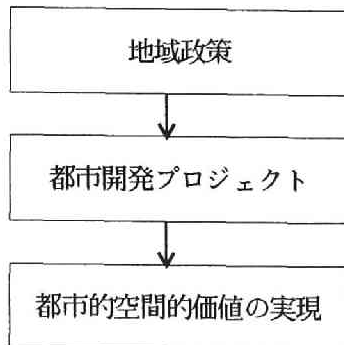 地域政策
都市開発プロジェクト
都市的空間的価値の実現